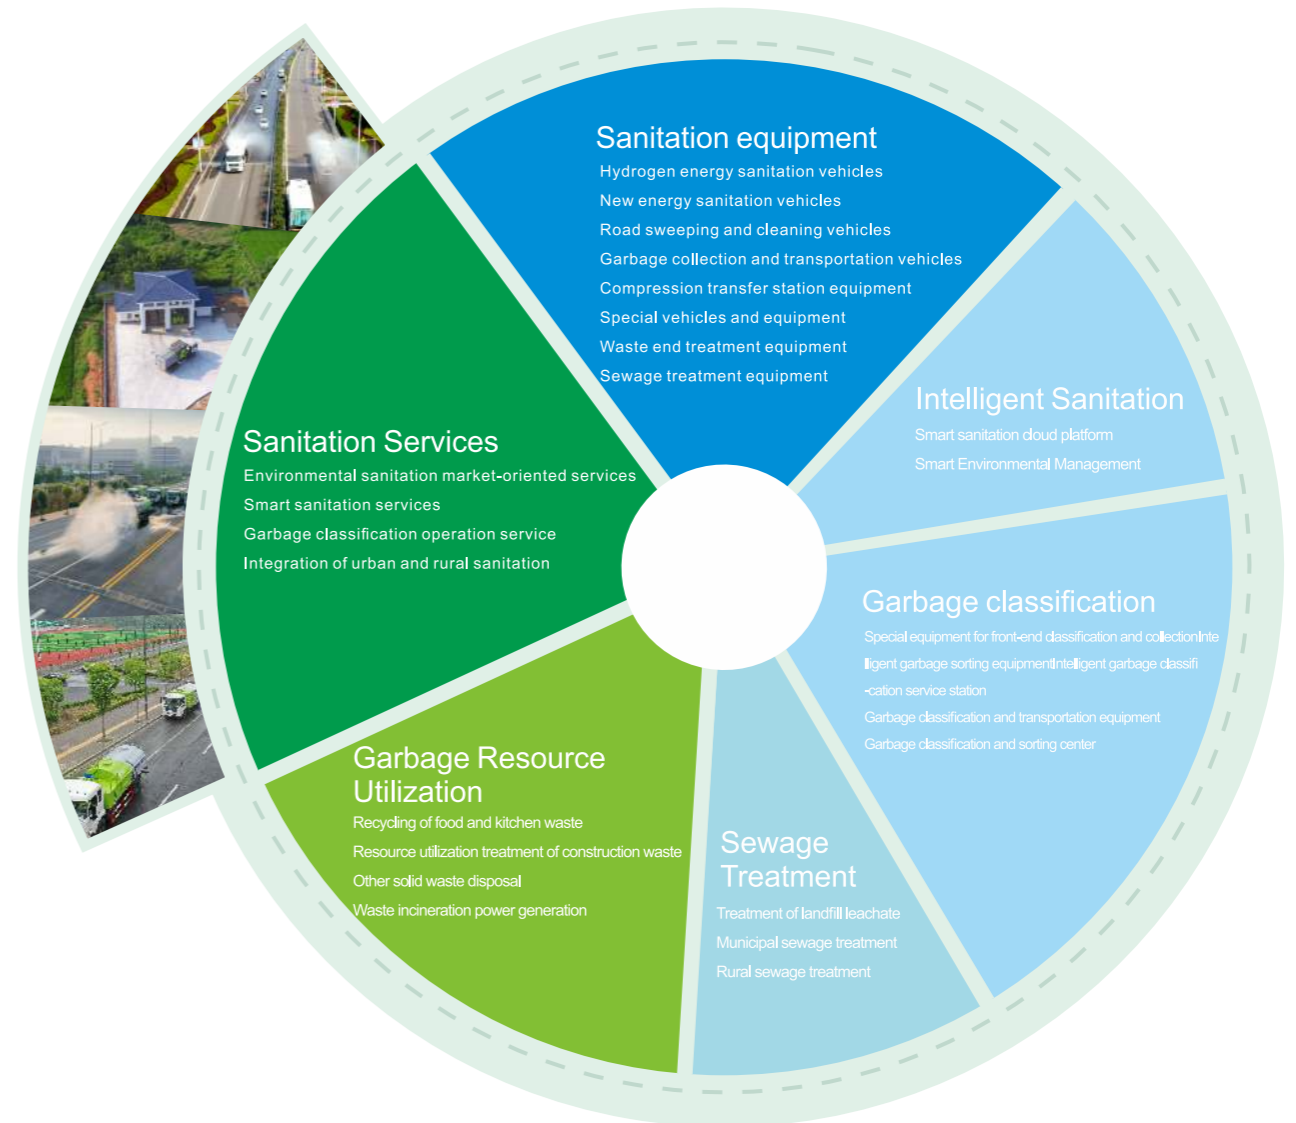 Sanitation equipment
Hydrogen energy sanitation vehicles
New energy sanitation vehicles
Road sweeping and cleaning vehicles
Garbage collection and transportation vehicles
Compression transfer station equipment
Special vehicles and equipment
Waste end treatment equipment
Sewage treatment equipment
Intelligent Sanitation
Smart sanitation cloud platform
Smart Environmental Management
Garbage classification
Special equipment for front-end classification and collectionInte
lligent garbage sorting equipmentIntelligent garbage classifi
-cation service station
Garbage classification and transportation equipment
Garbage classification and sorting center
Sewage
Treatment
Treatment of landfill leachate
Municipal sewage treatment
Rural sewage treatment
Garbage Resource
Utilization
Recycling of food and kitchen waste
Resource utilization treatment of construction waste
Other solid waste disposal
Waste incineration power generation
Sanitation Services
Environmental sanitation market-oriented services
Smart sanitation services
Garbage classification operation service
Integration of urban and rural sanitation